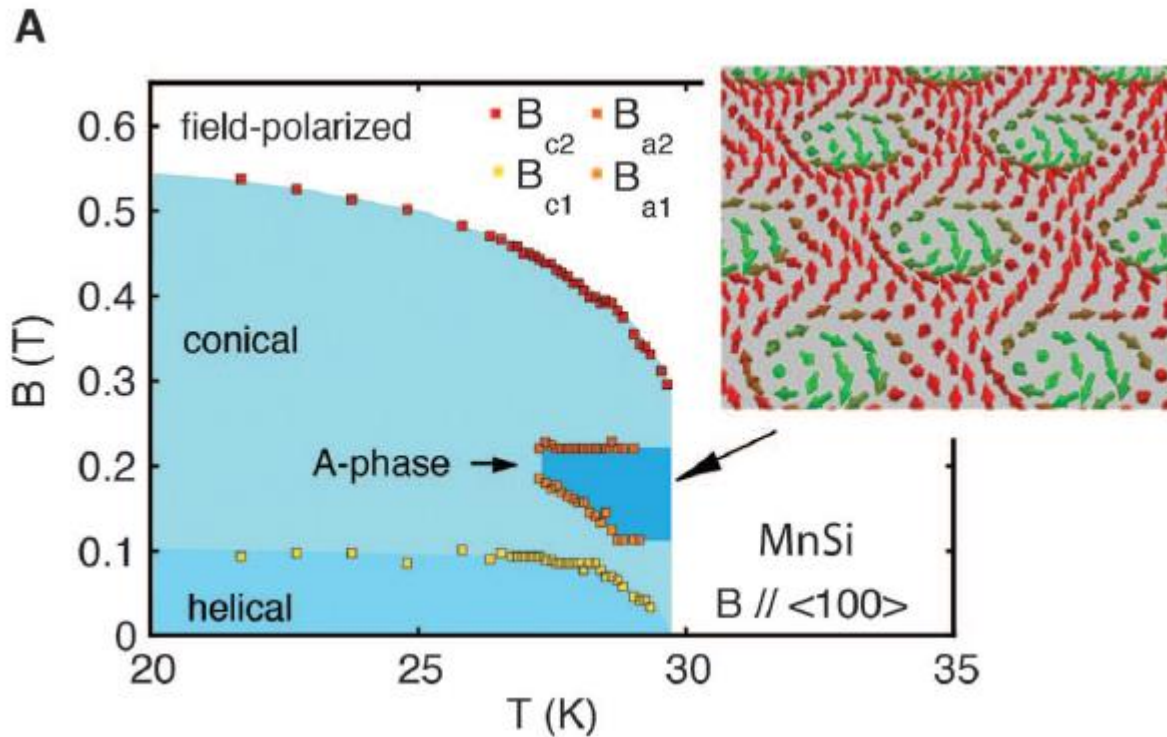 A
field-polarized
B c2 B a2
B c1 B a1
conical
A-phase
helical
MnSi
B // <100>
B (T)
0.6
0.5
0.4
0.3
0.2
0.1
0
20 25 30 35
T (K)